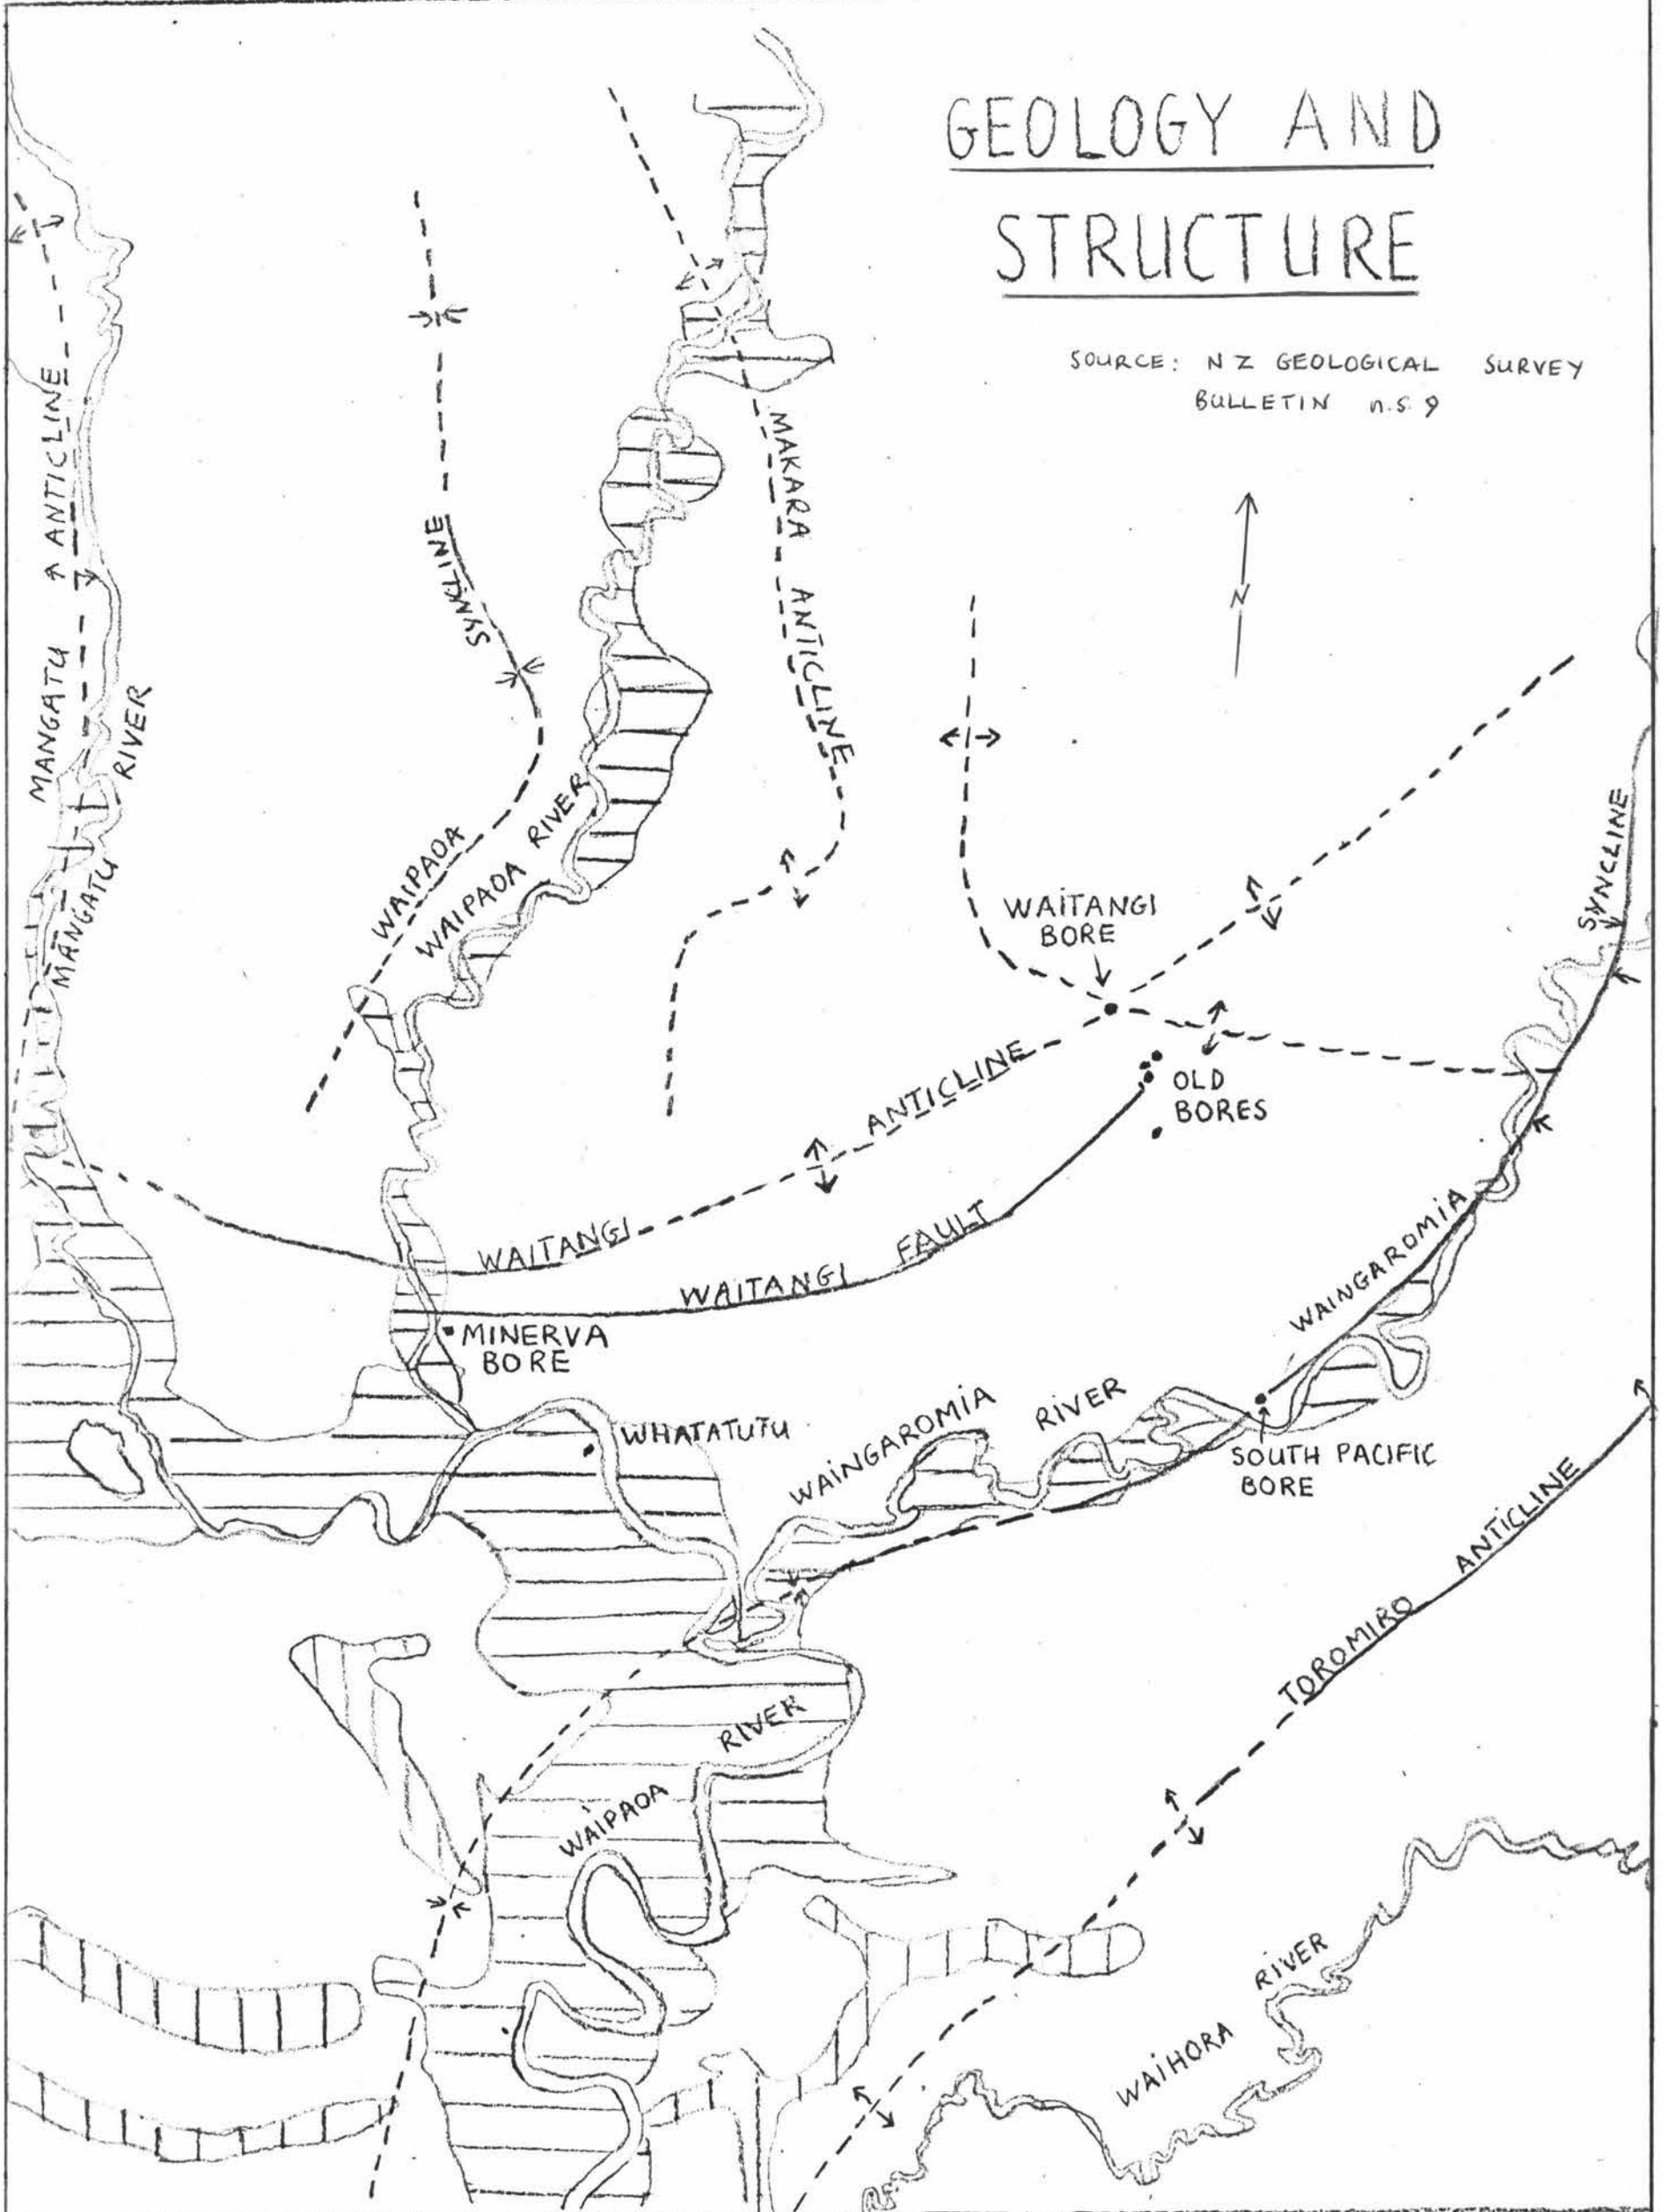 GEOLOGY AND
STRUCTURE
SOURCE: NZ GEOLOGICAL SURVEY
BULLETIN n.s. 9
N
MANGATU ANTICLINE
MANGATU
RIVER
WAIPAOA
SYNCLINE
WAIPAOA RIVER
MAKARA ANTICLINE
WAITANGI
BORE
OLD
BORES
WAITANGI ANTICLINE
WAITANGI FAULT
WAINGAROMIA
SYNCLINE
MINERVA
BORE
WHATATUTU
WAINGAROMIA RIVER
SOUTH PACIFIC
BORE
TOROMIRO ANTICLINE
WAIPAOA RIVER
WAIHORA RIVER